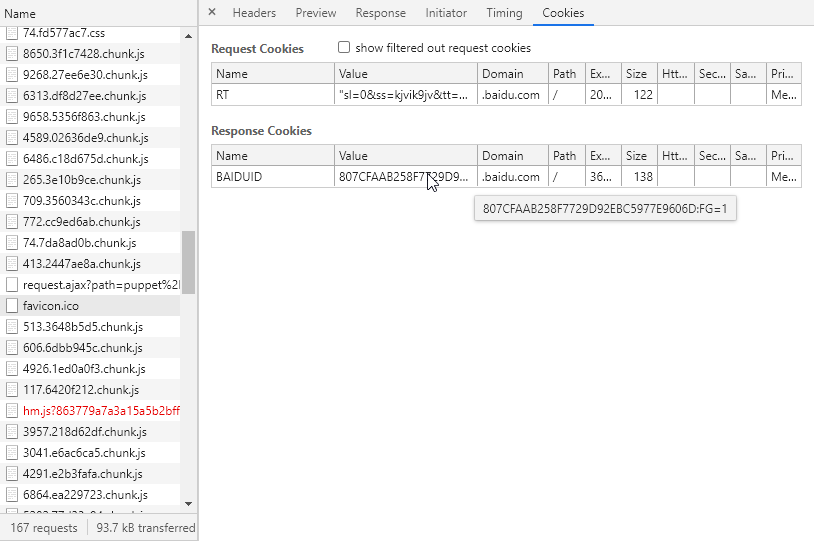 Name
74.fd577ac7.css
8650.3f1c7428.chunk.js
9268.27ee6e30.chunk.js
6313.df8d27ee.chunk.js
9658.5356f863.chunk.js
4589.02636de9.chunk.js
6486.c18d675d.chunk.js
265.3e10b9ce.chunk.js
709.3560343c.chunk.js
772.cc9ed6ab.chunk.js
74.7da8ad0b.chunk.js
413.2447ae8a.chunk.js
request.ajax?path=puppet%2
favicon.ico
513.3648b5d5.chunk.js
606.6dbb945c.chunk.js
4926.1ed0a0f3.chunk.js
117.6420f212.chunk.js
hm.js?863779a7a3a15a5b2bff
3957.218d62df.chunk.js
3041.e6ac6ca5.chunk.js
4291.e2b3fafa.chunk.js
6864.ea229723.chunk.js
167 requests 93.7 kB transferred
× Headers Preview Response Initiator Timing Cookies
Request Cookies show filtered out request cookies
Name Value Domain Path Ex... Size Htt... Sec... Sa... Pri...
RT "sl=0&ss=kjvik9jv&tt=... .baidu.com / 20... 122 Me...
Response Cookies
Name Value Domain Path Ex... Size Htt... Sec... Sa... Pri...
BAIDUID 807CFAAB258F7729D9... .baidu.com / 36... 138 Me...
807CFAAB258F7729D92EBC5977E9606D:FG=1